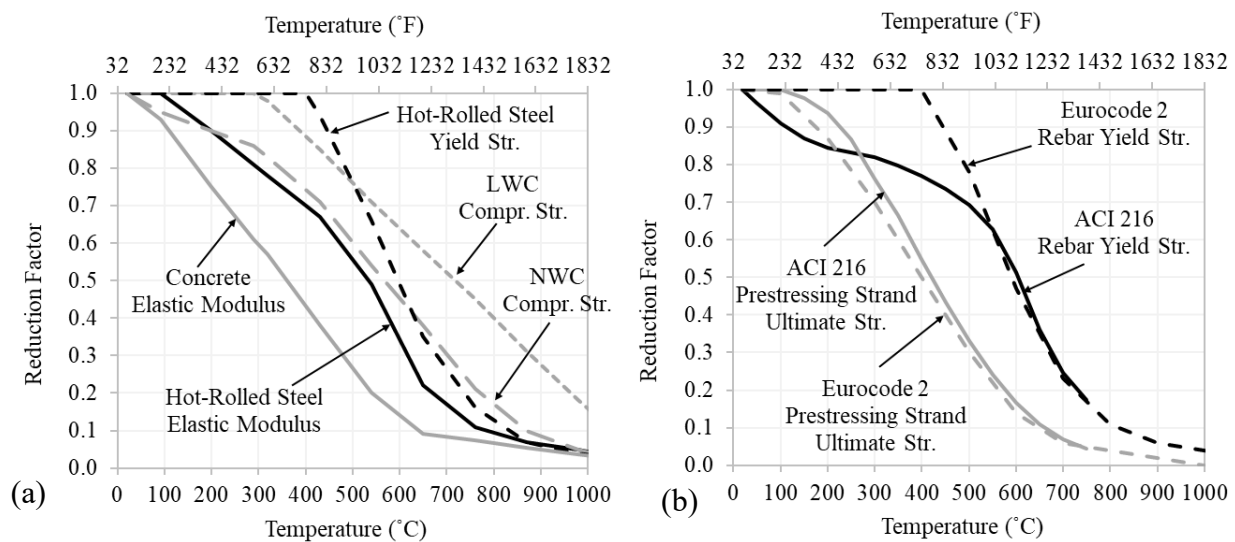 Temperature (˚F)
32 232 432 632 832 1032 1232 1432 1632 1832
1.0
0.9
0.8
0.7
0.6
0.5
0.4
0.3
0.2
0.1
0.0
Reduction Factor
Hot-Rolled Steel
Yield Str.
LWC
Compr. Str.
Concrete
Elastic Modulus
NWC
Compr. Str.
Hot-Rolled Steel
Elastic Modulus
0 100 200 300 400 500 600 700 800 900 1000
Temperature (˚C)
(a)
Temperature (˚F)
32 232 432 632 832 1032 1232 1432 1632 1832
1.0
0.9
0.8
0.7
0.6
0.5
0.4
0.3
0.2
0.1
0.0
Reduction Factor
Eurocode 2
Rebar Yield Str.
ACI 216
Rebar Yield Str.
ACI 216
Prestressing Strand
Ultimate Str.
Eurocode 2
Prestressing Strand
Ultimate Str.
0 100 200 300 400 500 600 700 800 900 1000
Temperature (˚C)
(b)